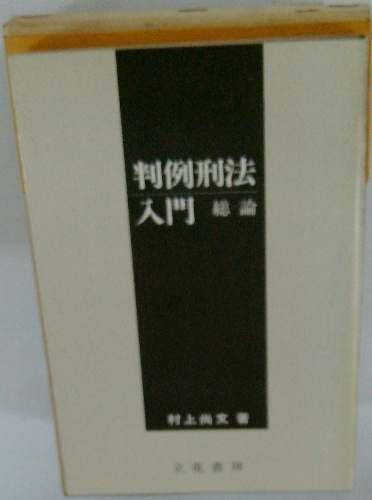 判例刑法
入門 総論
村上尚文 著
立花書房